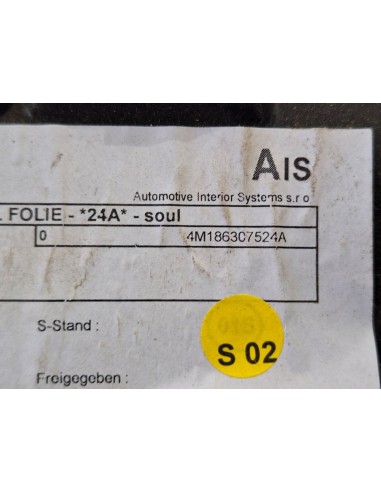 AIS
Automotive Interior Systems s.r.o
FOLIE - *24A* - soul
0 4M186307524A
S-Stand :
S 02
Freigegeben :